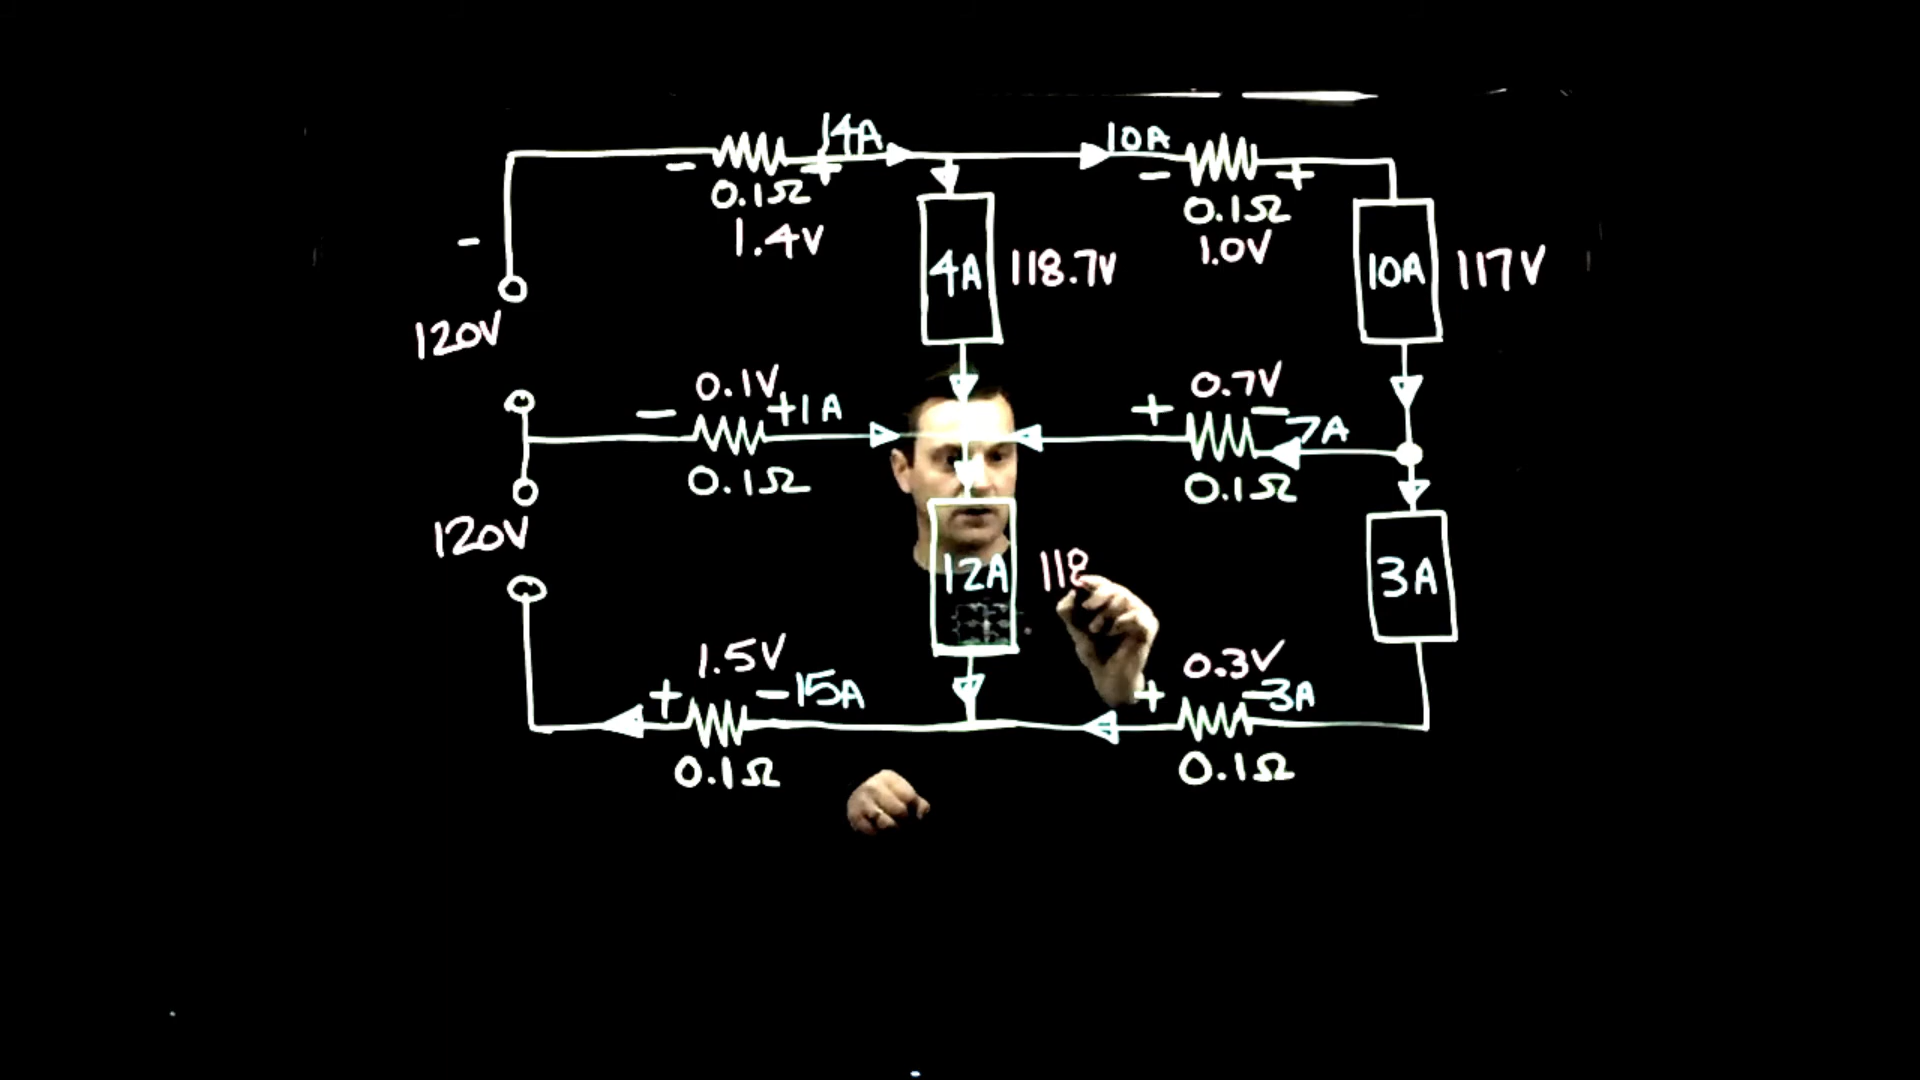 14A
10A
- +
0.1Ω
1.4V
- +
0.1Ω
1.0V
-
4A 118.7V
10A 117V
120V
0.1V
- +1A
0.1Ω
0.7V
+ - 7A
0.1Ω
120V
12A 118
3A
1.5V
+ -15A
0.1Ω
0.3V
+ -3A
0.1Ω